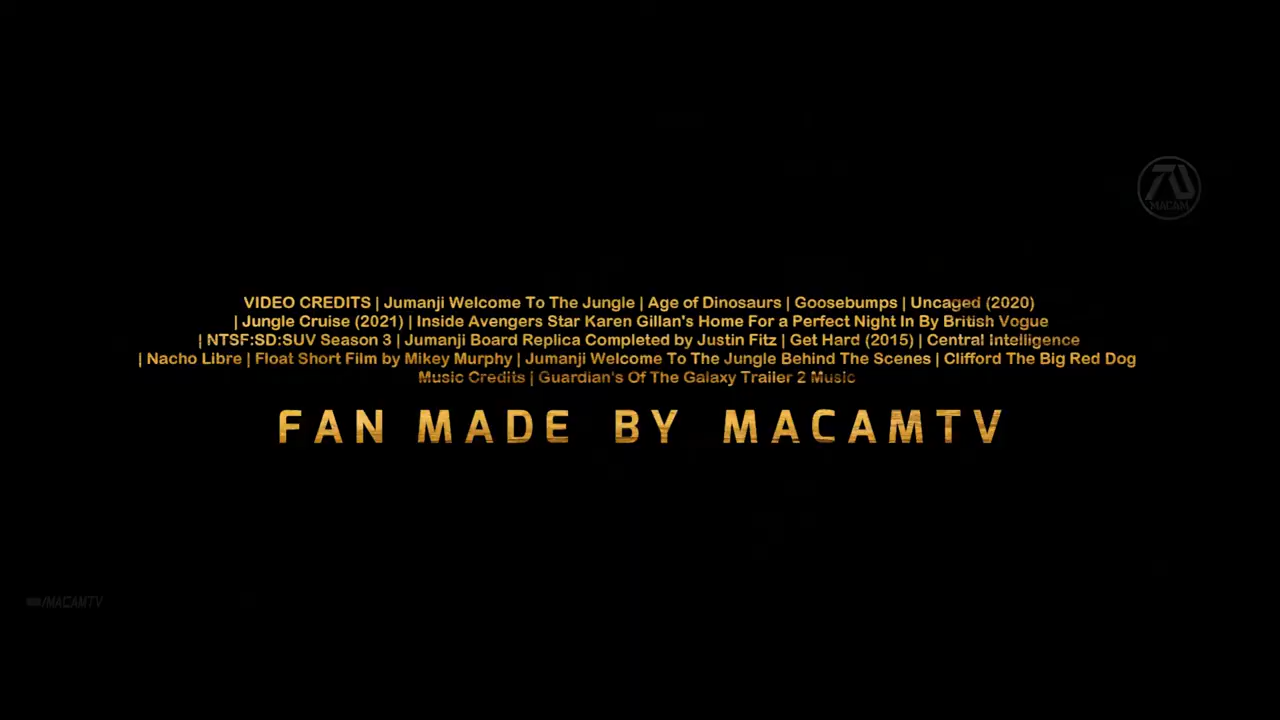 MACAM
VIDEO CREDITS | Jumanji Welcome To The Jungle | Age of Dinosaurs | Goosebumps | Uncaged (2020)
| Jungle Cruise (2021) | Inside Avengers Star Karen Gillan's Home For a Perfect Night In By British Vogue
| NTSF:SD:SUV Season 3 | Jumanji Board Replica Completed by Justin Fitz | Get Hard (2015) | Central Intelligence
| Nacho Libre | Float Short Film by Mikey Murphy | Jumanji Welcome To The Jungle Behind The Scenes | Clifford The Big Red Dog
Music Credits | Guardian's Of The Galaxy Trailer 2 Music
FAN MADE BY MACAMTV
/MACAMTV